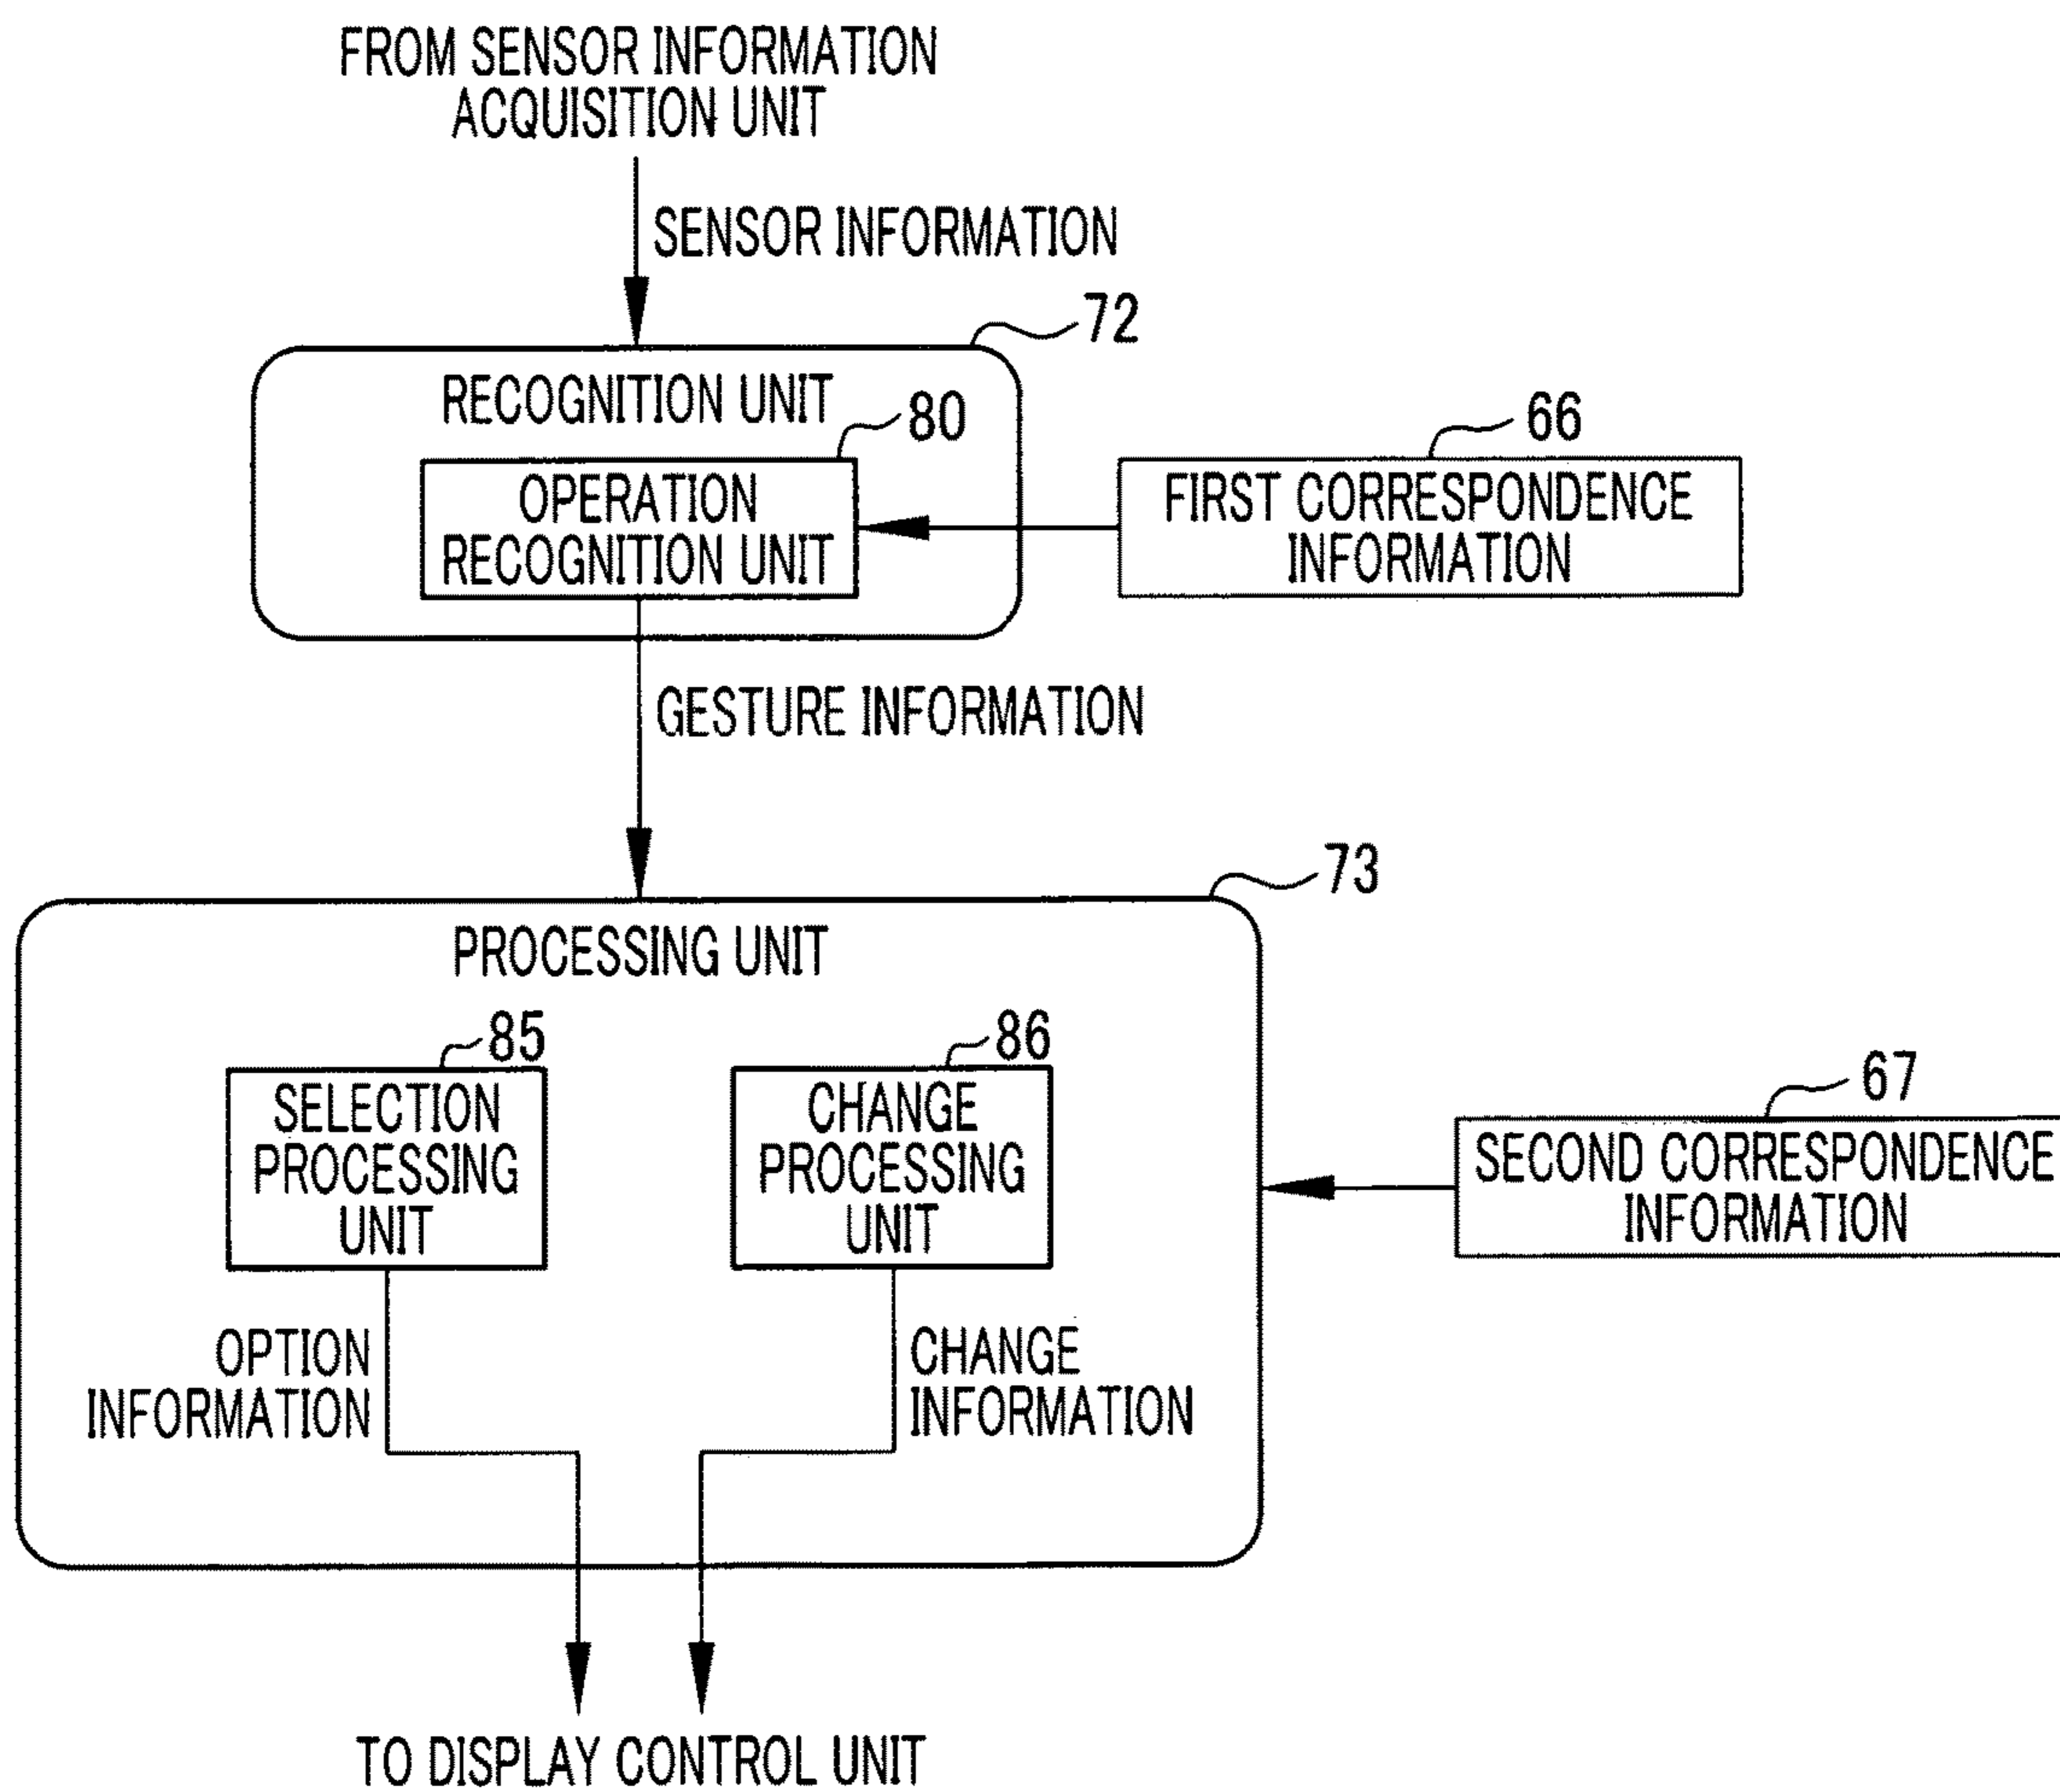 FROM SENSOR INFORMATION
ACQUISITION UNIT
SENSOR INFORMATION
72
RECOGNITION UNIT
80
OPERATION
RECOGNITION UNIT
66
FIRST CORRESPONDENCE
INFORMATION
GESTURE INFORMATION
73
PROCESSING UNIT
85
SELECTION
PROCESSING
UNIT
86
CHANGE
PROCESSING
UNIT
67
SECOND CORRESPONDENCE
INFORMATION
OPTION
INFORMATION
CHANGE
INFORMATION
TO DISPLAY CONTROL UNIT